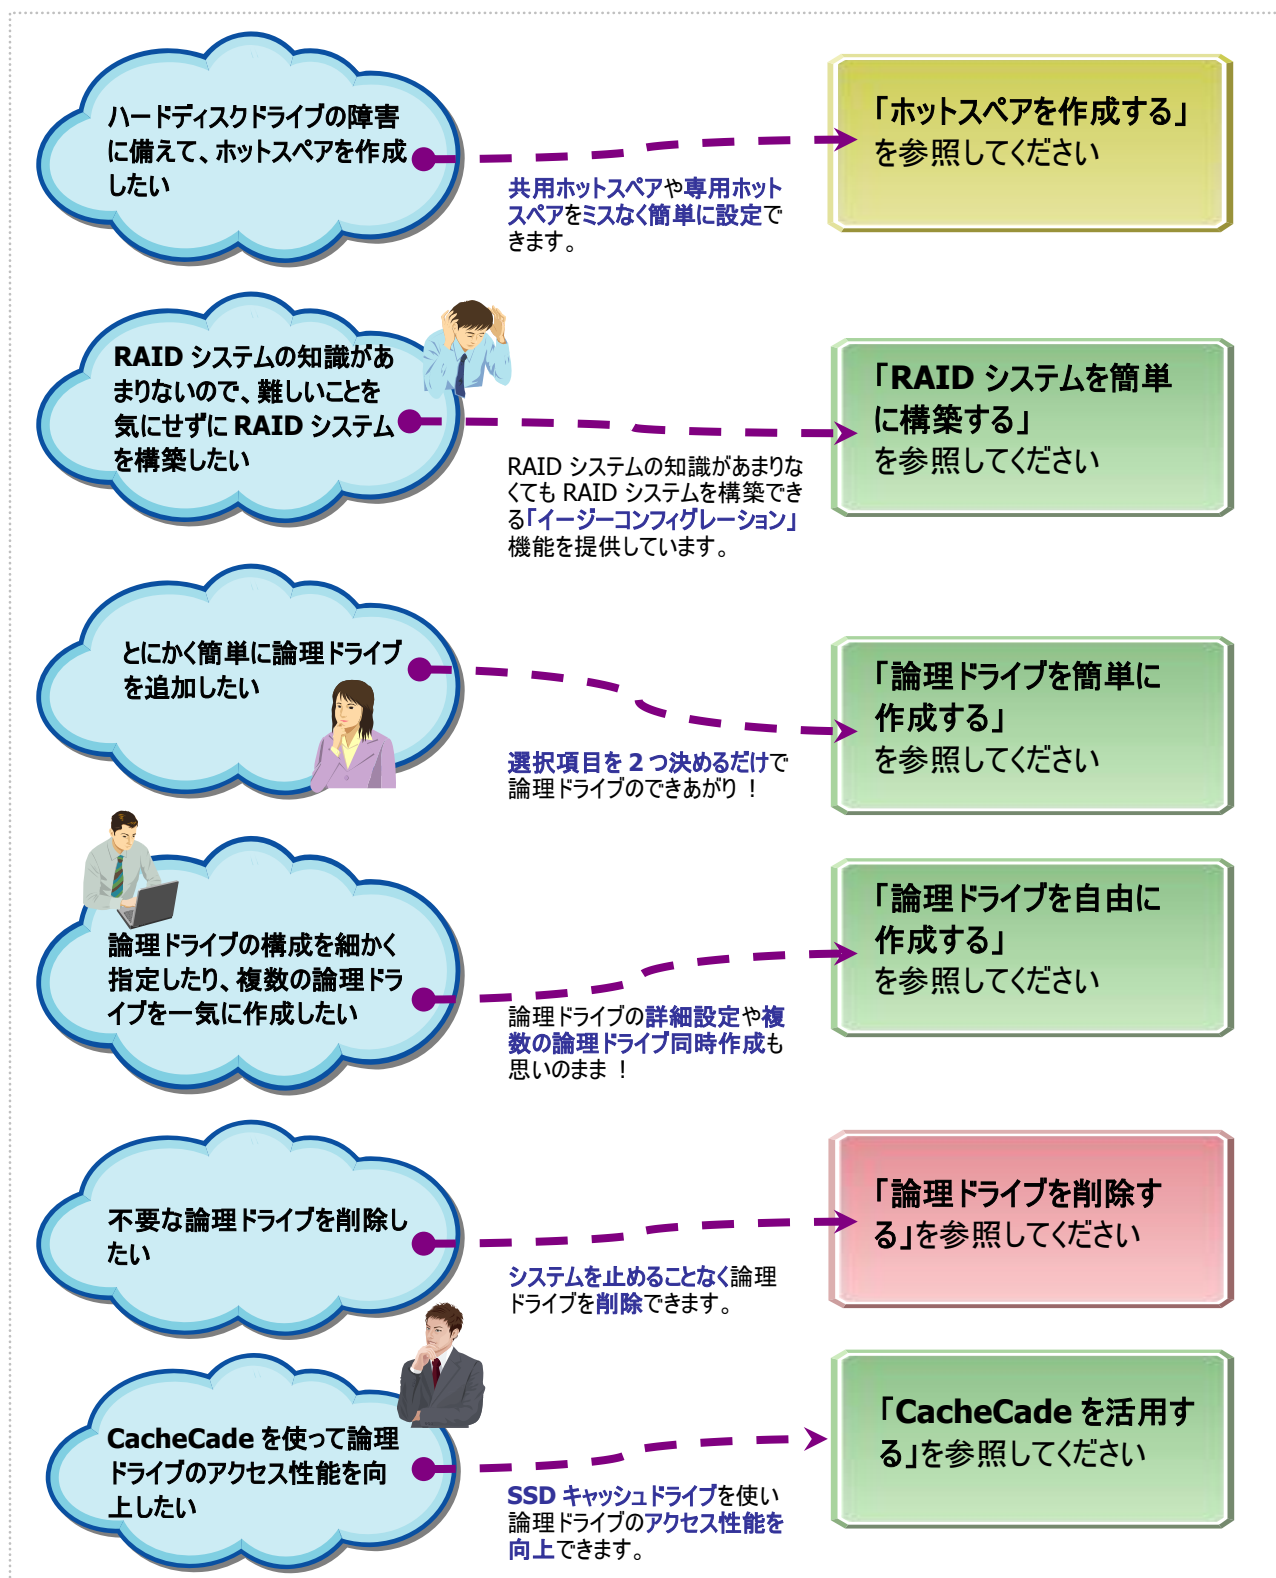 ハードディスクドライブの障害
に備えて、ホットスペアを作成
したい
共用ホットスペアや専用ホット
スペアをミスなく簡単に設定で
きます。
「ホットスペアを作成する」
を参照してください
RAID システムの知識があ
まりないので、難しいことを
気にせずに RAID システム
を構築したい
RAID システムの知識があまりな
くても RAID システムを構築でき
る「イージーコンフィグレーション」
機能を提供しています。
「RAID システムを簡単
に構築する」
を参照してください
とにかく簡単に論理ドライブ
を追加したい
選択項目を 2 つ決めるだけで
論理ドライブのできあがり！
「論理ドライブを簡単に
作成する」
を参照してください
論理ドライブの構成を細かく
指定したり、複数の論理ドラ
イブを一気に作成したい
論理ドライブの詳細設定や複
数の論理ドライブ同時作成も
思いのまま！
「論理ドライブを自由に
作成する」
を参照してください
不要な論理ドライブを削除し
たい
システムを止めることなく論理
ドライブを削除できます。
「論理ドライブを削除す
る」を参照してください
CacheCade を使って論理
ドライブのアクセス性能を向
上したい
SSD キャッシュドライブを使い
論理ドライブのアクセス性能を
向上できます。
「CacheCade を活用す
る」を参照してください